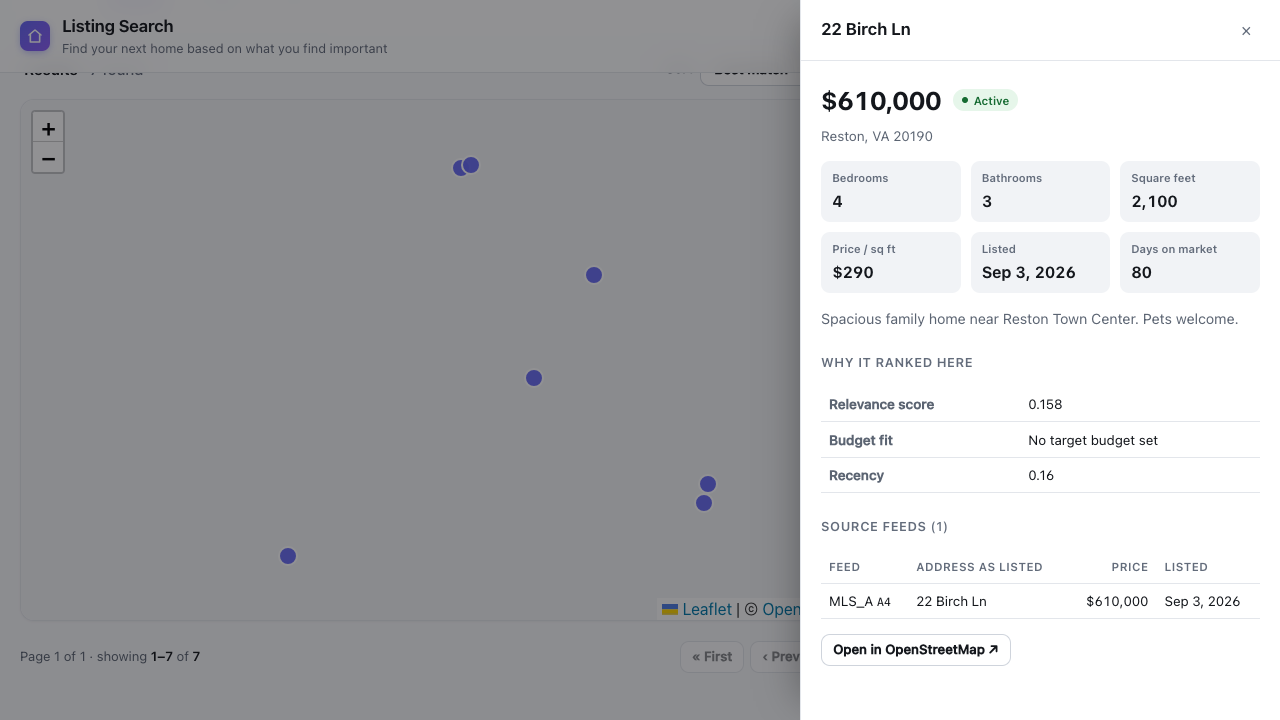 Listing Search
Find your next home based on what you find important
+
−
Leaflet | © Open
Page 1 of 1 · showing 1–7 of 7
« First
‹ Prev
22 Birch Ln
×
$610,000
Active
Reston, VA 20190
Bedrooms
4
Bathrooms
3
Square feet
2,100
Price / sq ft
$290
Listed
Sep 3, 2026
Days on market
80
Spacious family home near Reston Town Center. Pets welcome.
WHY IT RANKED HERE
Relevance score 0.158
Budget fit No target budget set
Recency 0.16
SOURCE FEEDS (1)
FEED ADDRESS AS LISTED PRICE LISTED
MLS_A A4 22 Birch Ln $610,000 Sep 3, 2026
Open in OpenStreetMap ↗